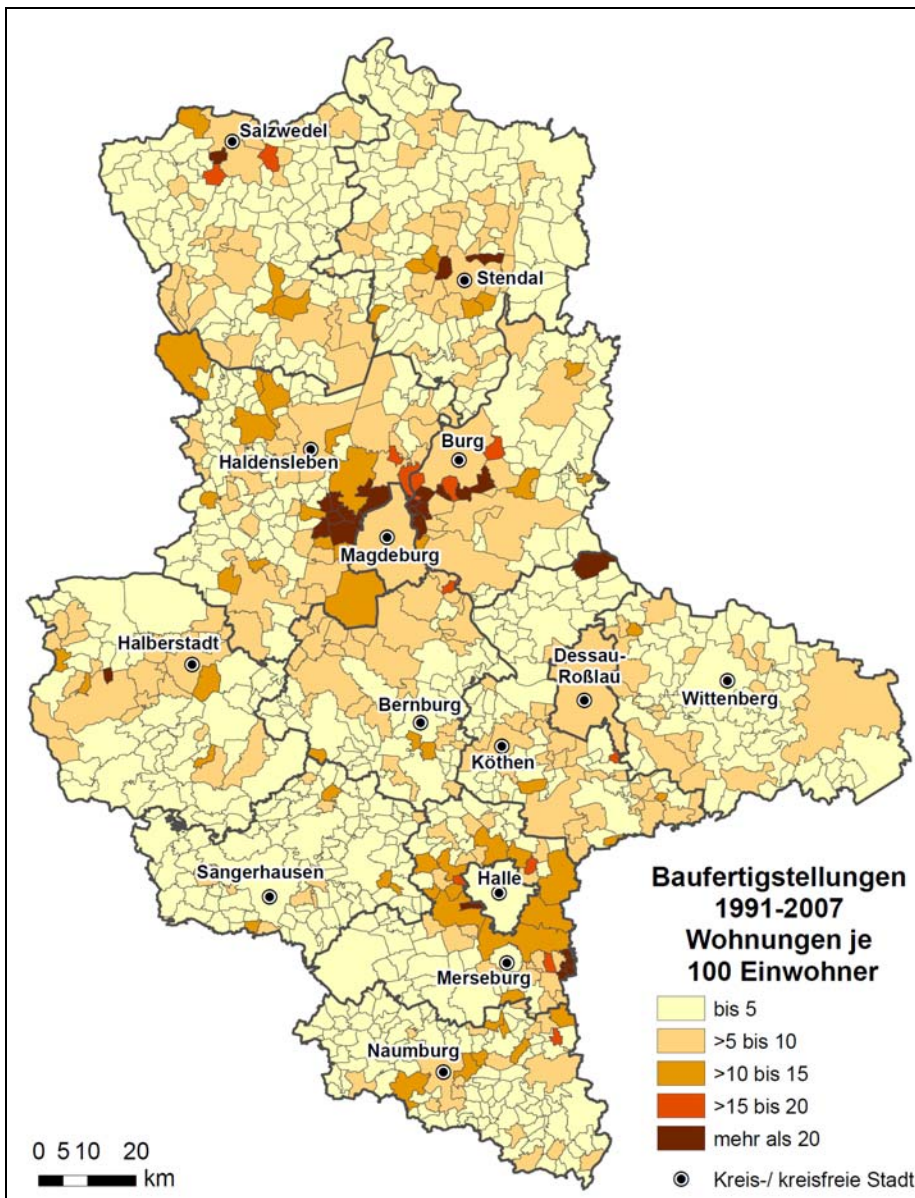 Salzwedel
Stendal
Burg
Haldensleben
Magdeburg
Halberstadt
Dessau-
Roßlau
Wittenberg
Bernburg
Köthen
Sangerhausen
Halle
Merseburg
Naumburg
Baufertigstellungen
1991-2007
Wohnungen je
100 Einwohner
bis 5
>5 bis 10
>10 bis 15
>15 bis 20
mehr als 20
Kreis-/ kreisfreie Stadt
0 5 10 20
km